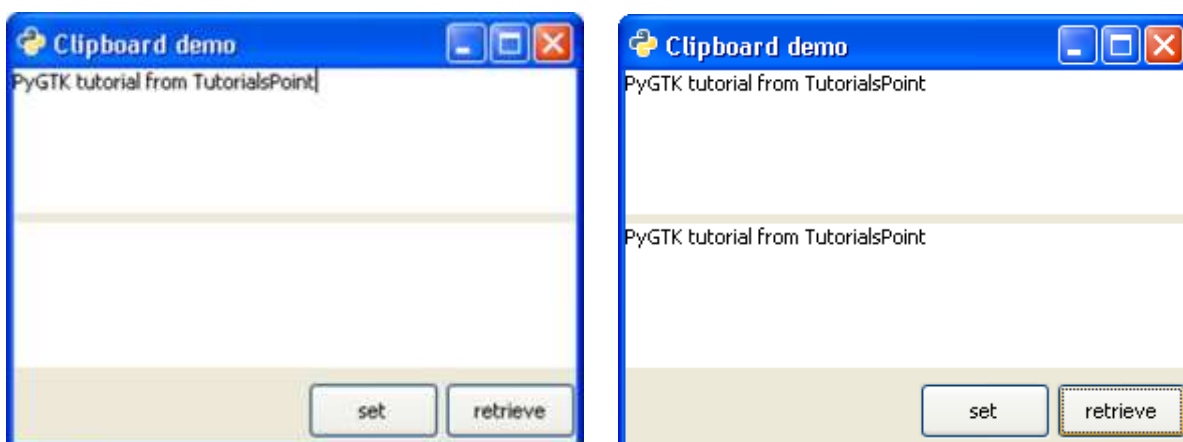 Clipboard demo
PyGTK tutorial from TutorialsPoint
set retrieve
Clipboard demo
PyGTK tutorial from TutorialsPoint
PyGTK tutorial from TutorialsPoint
set retrieve